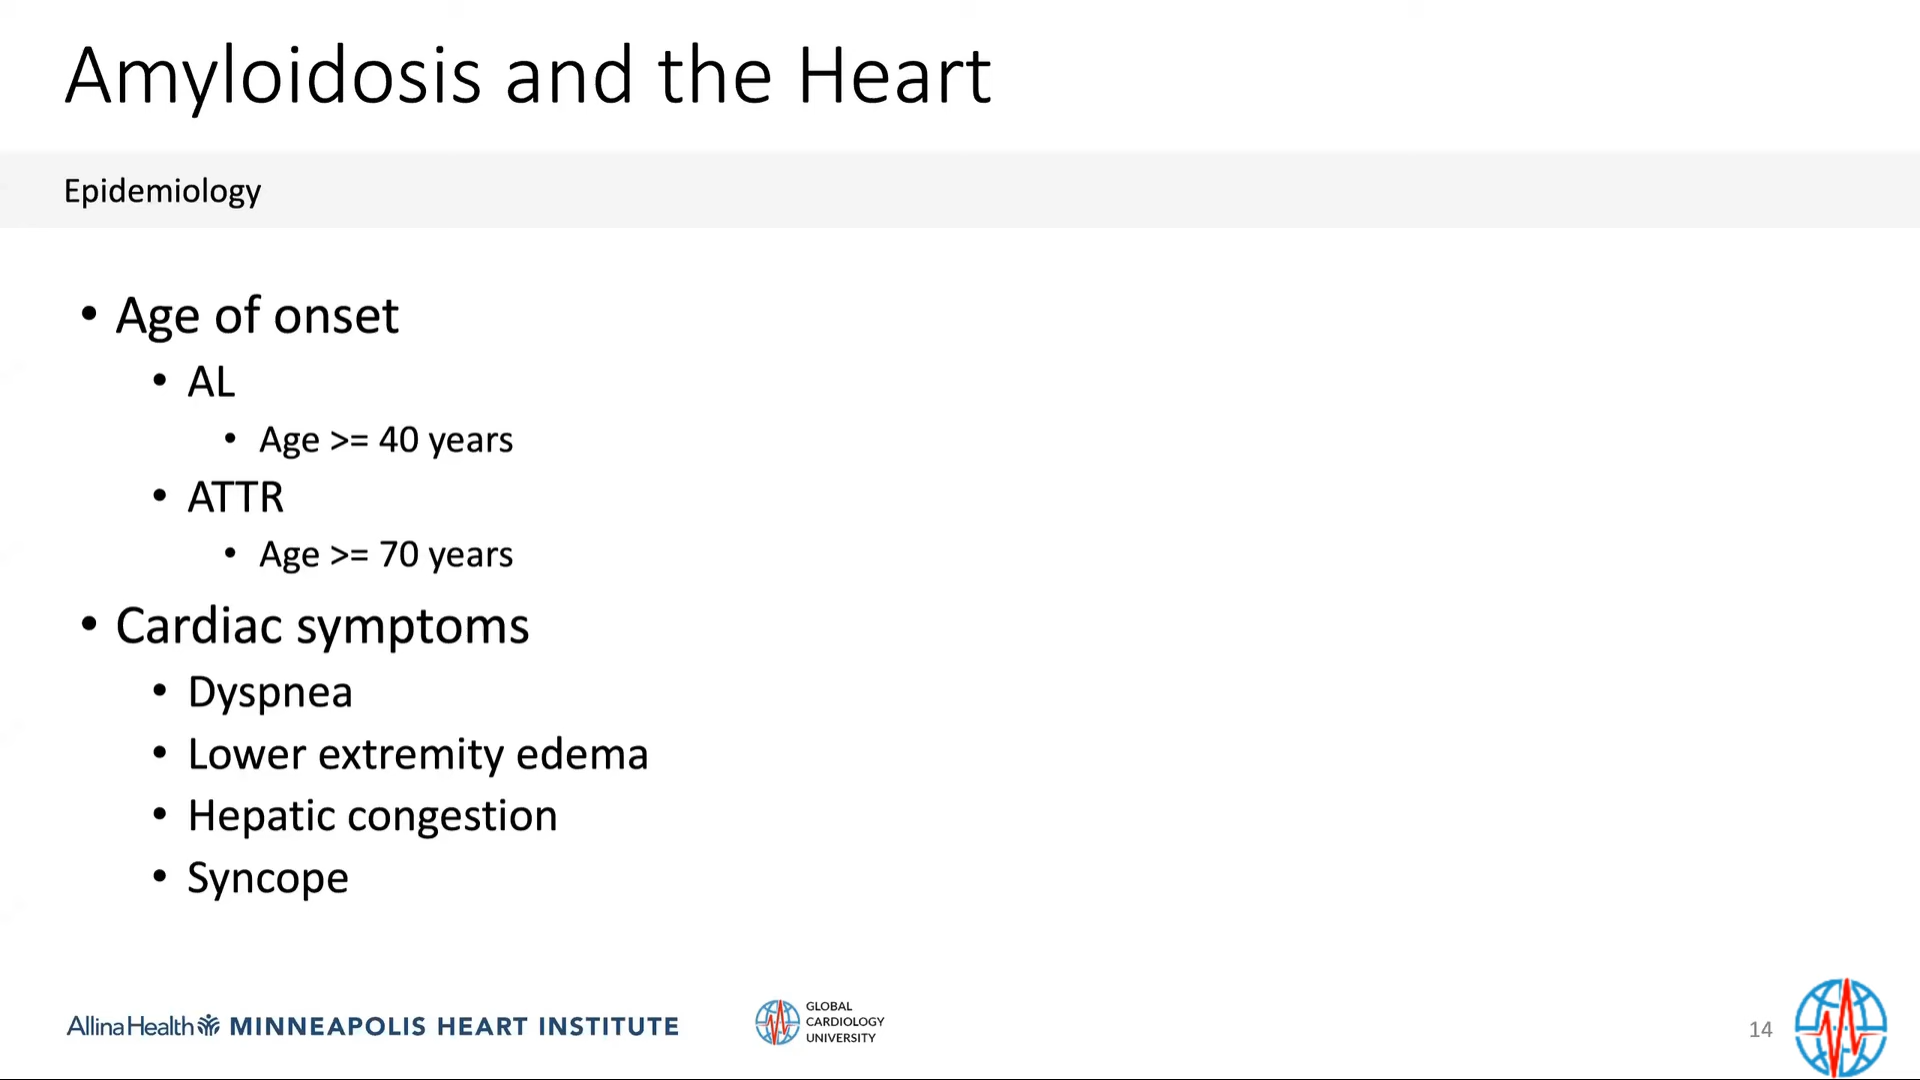 Amyloidosis and the Heart
Epidemiology
• Age of onset
• AL
• Age >= 40 years
• ATTR
• Age >= 70 years
• Cardiac symptoms
• Dyspnea
• Lower extremity edema
• Hepatic congestion
• Syncope
AllinaHealth MINNEAPOLIS HEART INSTITUTE
GLOBAL
CARDIOLOGY
UNIVERSITY
14